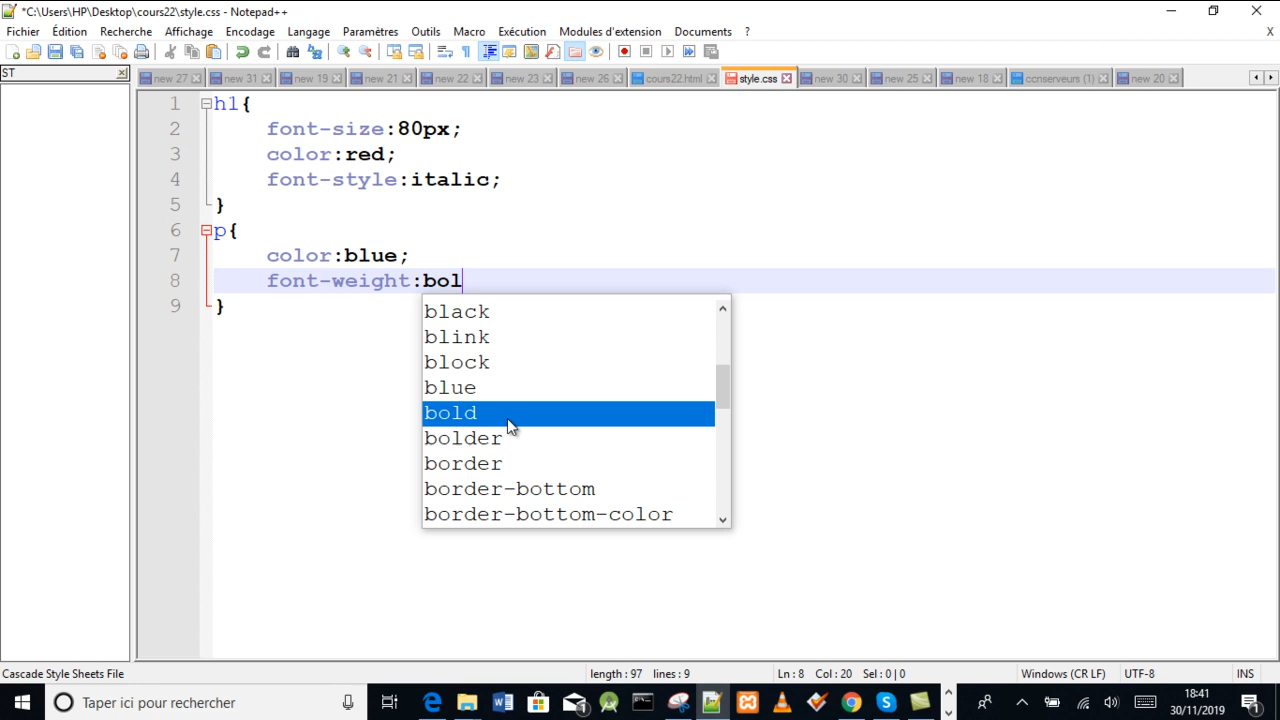 *C:\Users\HP\Desktop\cours22\style.css - Notepad++
Fichier Édition Recherche Affichage Encodage Langage Paramètres Outils Macro Exécution Modules d'extension Documents ? X
ST
new 27 new 31 new 19 new 21 new 22 new 23 new 26 cours22.html style.css new 3 new 25 new 18 ccnserveurs (1) new 20
1 h1{
2 font-size:80px;
3 color:red;
4 font-style:italic;
5 }
6 p{
7 color:blue;
8 font-weight:bol
9 }
black
blink
block
blue
bold
bolder
border
border-bottom
border-bottom-color
Cascade Style Sheets File length : 97 lines : 9 Ln : 8 Col : 20 Sel : 0 | 0 Windows (CR LF) UTF-8 INS
Taper ici pour rechercher
18:41
30/11/2019